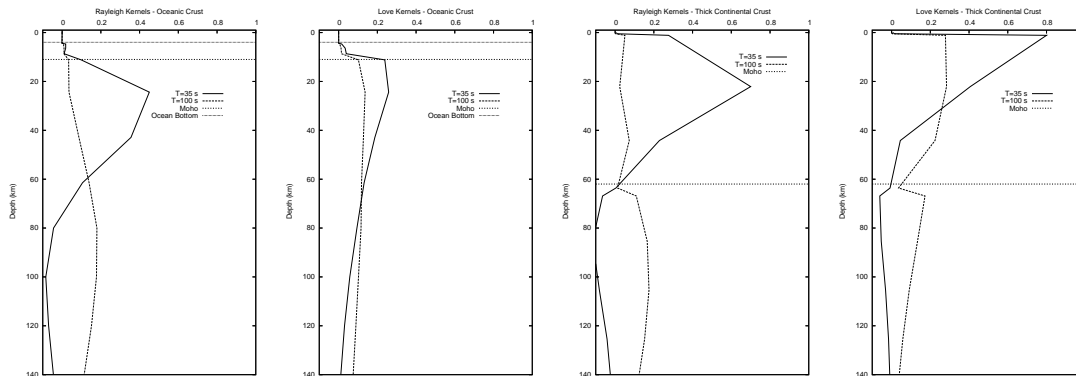 Rayleigh Kernels - Oceanic Crust
0 0.2 0.4 0.6 0.8 1
0
20
40
60
80
100
120
140
Depth (km)
T=35 s
T=100 s
Moho
Ocean Bottom
Love Kernels - Oceanic Crust
0 0.2 0.4 0.6 0.8 1
0
20
40
60
80
100
120
140
Depth (km)
T=35 s
T=100 s
Moho
Ocean Bottom
Rayleigh Kernels - Thick Continental Crust
0 0.2 0.4 0.6 0.8 1
0
20
40
60
80
100
120
140
Depth (km)
T=35 s
T=100 s
Moho
Love Kernels - Thick Continental Crust
0 0.2 0.4 0.6 0.8
0
20
40
60
80
100
120
140
Depth (km)
T=35 s
T=100 s
Moho